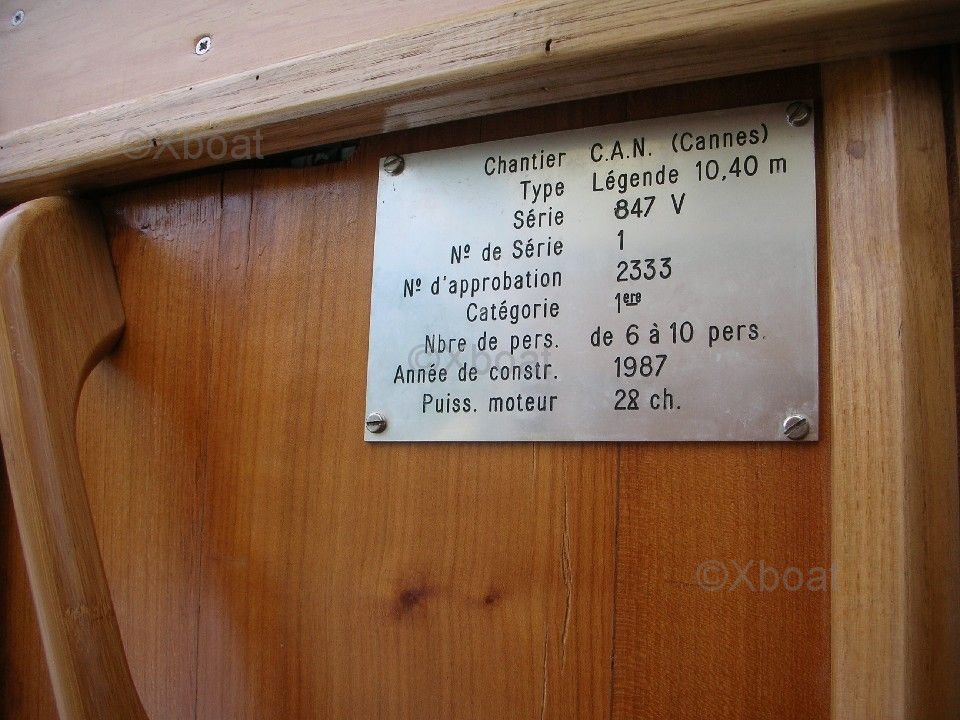 Chantier C.A.N. (Cannes)
Type Légende 10,40 m
Série 847 V
Nº de Série 1
Nº d'approbation 2333
Catégorie 1ere
Nbre de pers. de 6 à 10 pers.
Année de constr. 1987
Puiss. moteur 28 ch.
©Xboat
©Xboat
©Xboat